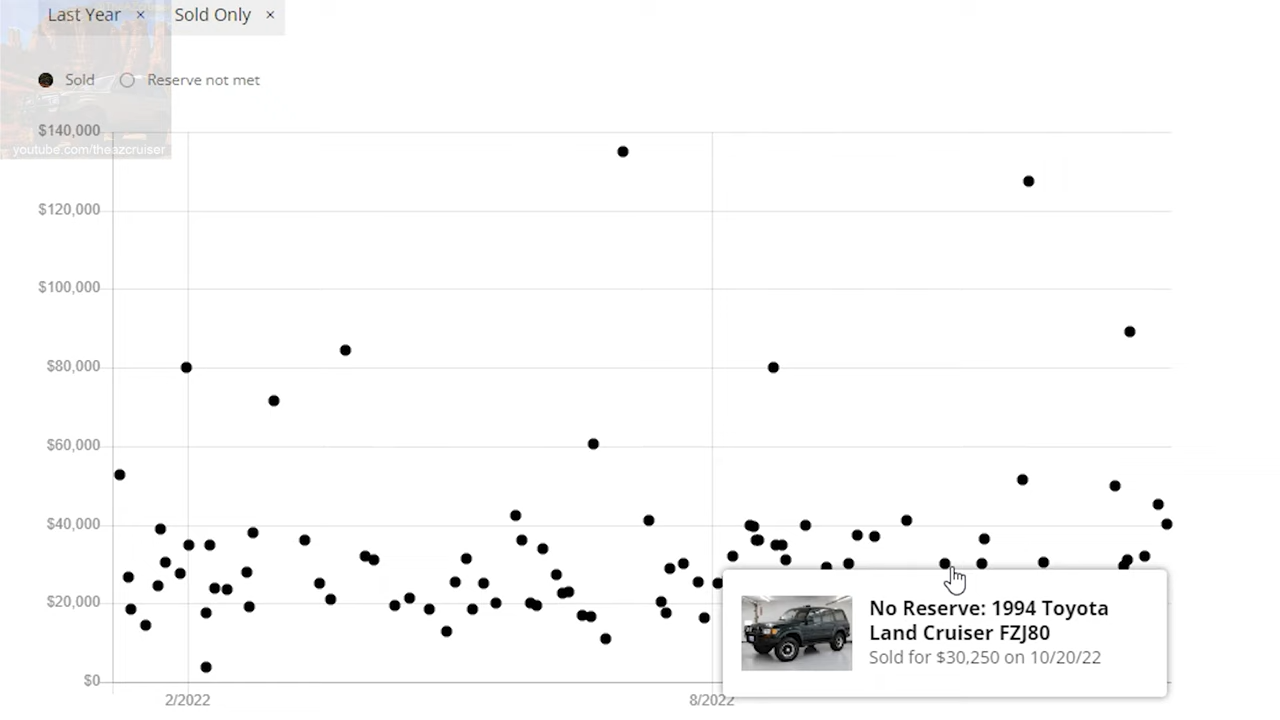 Last Year ×
Sold Only ×
Sold
Reserve not met
$140,000
youtube.com/theazcruiser
$120,000
$100,000
$80,000
$60,000
$40,000
$20,000
$0
2/2022
8/2022
No Reserve: 1994 Toyota
Land Cruiser FZJ80
Sold for $30,250 on 10/20/22